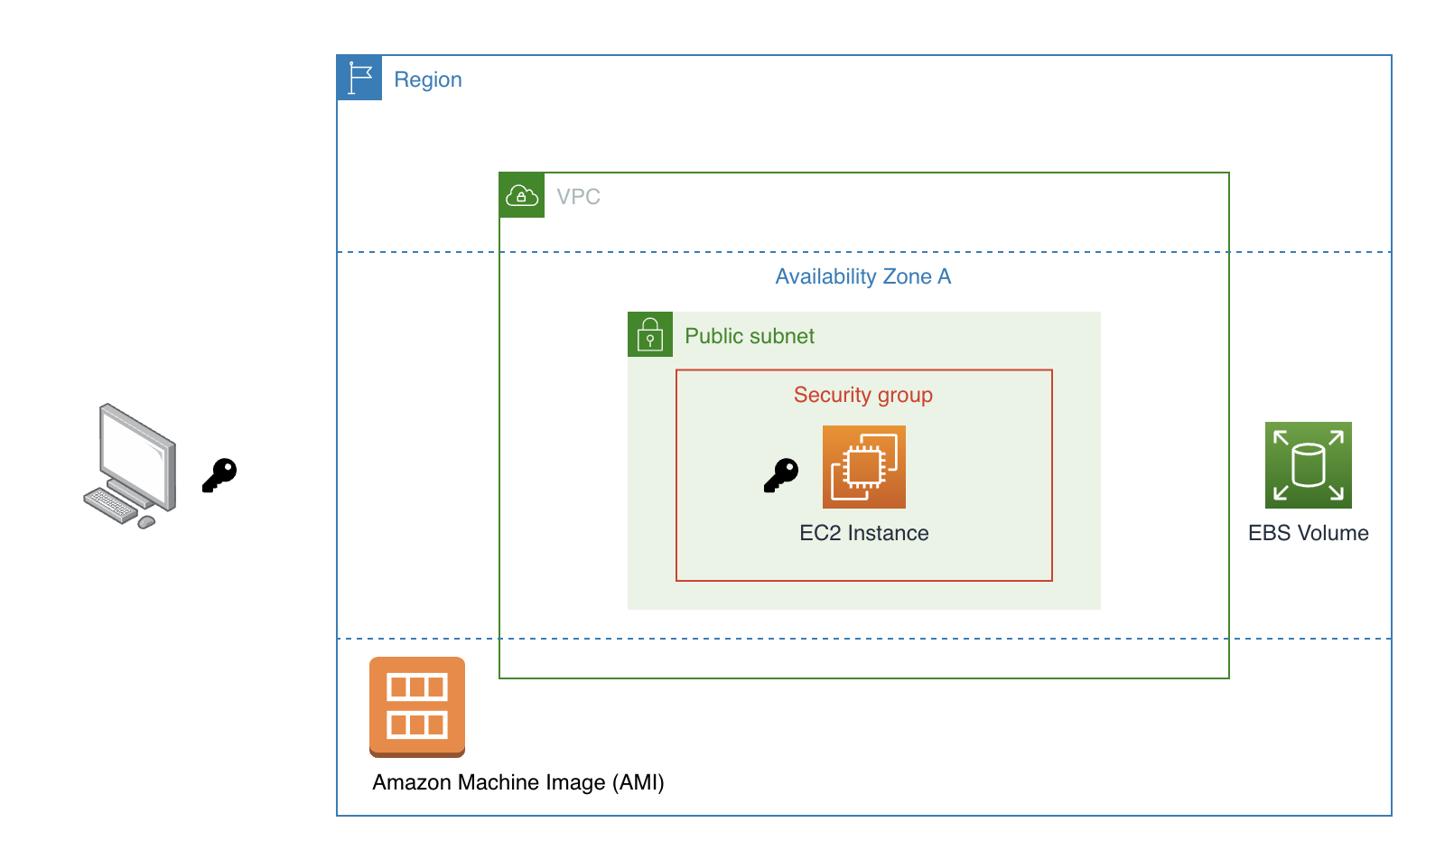 Region
VPC
Availability Zone A
Public subnet
Security group
EC2 Instance
EBS Volume
Amazon Machine Image (AMI)